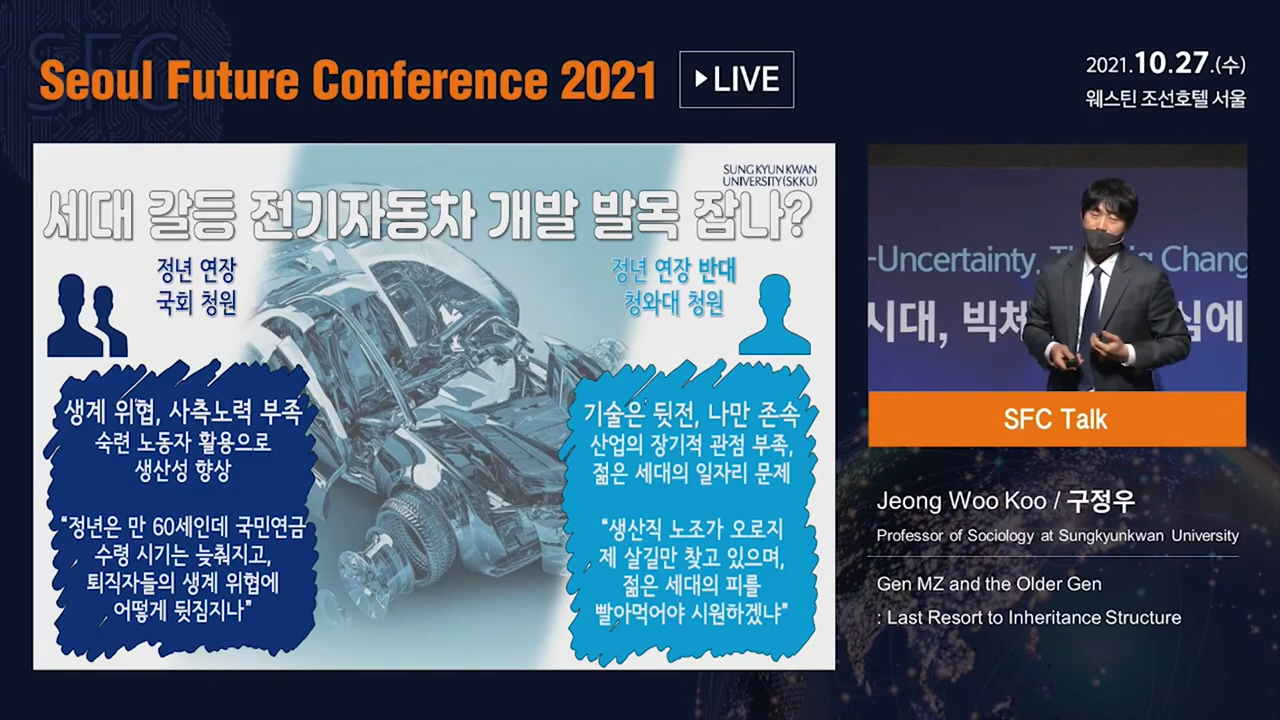 SFC
Seoul Future Conference 2021
LIVE
2021.10.27.(수)
웨스틴 조선호텔 서울
SUNG KYUN KWAN
UNIVERSITY(SKKU)
세대 갈등 전기자동차 개발 발목 잡나?
정년 연장
국회 청원
생계 위협, 사측노력 부족
숙련 노동자 활용으로
생산성 향상
“정년은 만 60세인데 국민연금
수령 시기는 늦춰지고,
퇴직자들의 생계 위협에
어떻게 뒷짐지나”
정년 연장 반대
청와대 청원
기술은 뒷전, 나만 존속
산업의 장기적 관점 부족,
젊은 세대의 일자리 문제
“생산직 노조가 오로지
제 살길만 찾고 있으며,
젊은 세대의 피를
빨아먹어야 시원하겠냐”
-Uncertainty, Chang
시대, 빅체 심에
SFC Talk
Jeong Woo Koo / 구정우
Professor of Sociology at Sungkyunkwan University
Gen MZ and the Older Gen
: Last Resort to Inheritance Structure